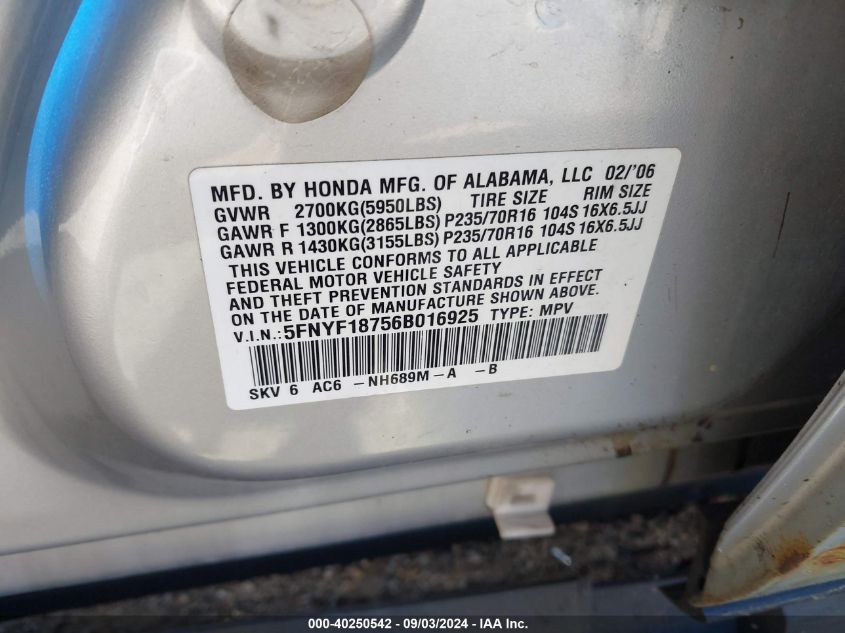 MFD. BY HONDA MFG. OF ALABAMA, LLC 02/'06
GVWR 2700KG(5950LBS) TIRE SIZE RIM SIZE
GAWR F 1300KG(2865LBS) P235/70R16 104S 16X6.5JJ
GAWR R 1430KG(3155LBS) P235/70R16 104S 16X6.5JJ
THIS VEHICLE CONFORMS TO ALL APPLICABLE
FEDERAL MOTOR VEHICLE SAFETY
AND THEFT PREVENTION STANDARDS IN EFFECT
ON THE DATE OF MANUFACTURE SHOWN ABOVE.
V.I.N.:5FNYF18756B016925 TYPE: MPV
SKV 6 AC6 -NH689M-A -B
000-40250542 - 09/03/2024 - IAA Inc.